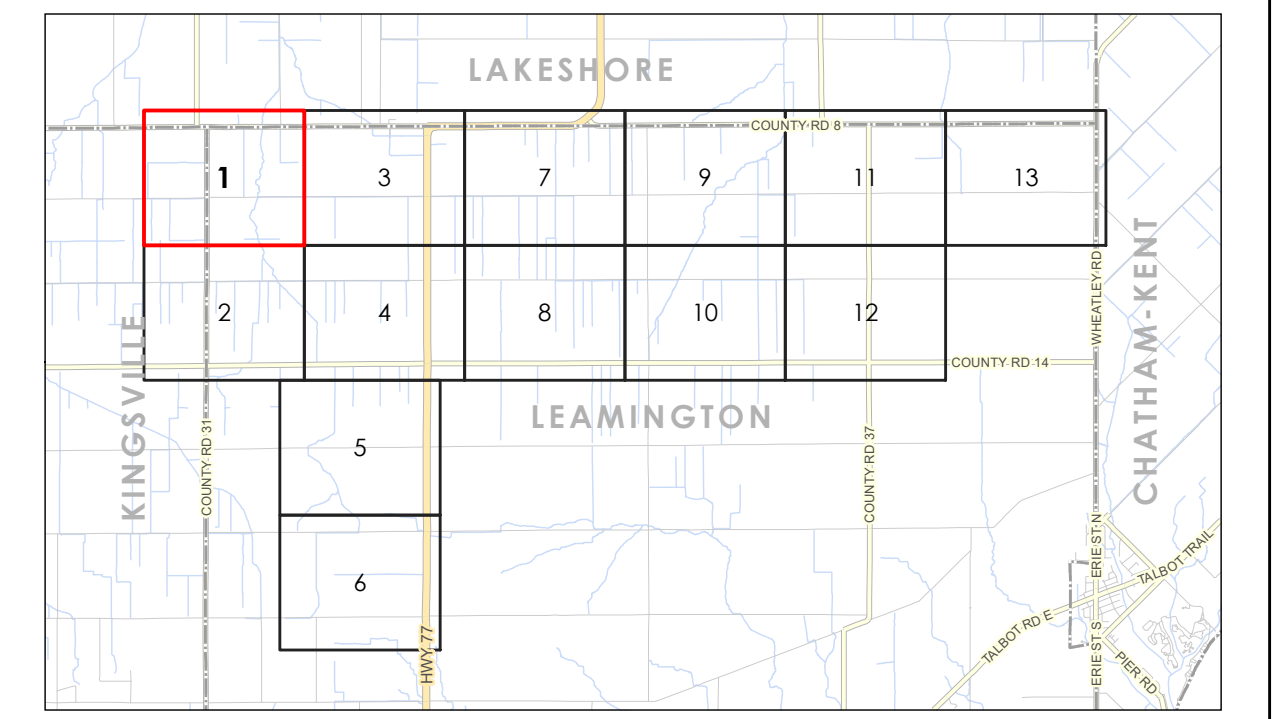 LAKESHORE
COUNTY RD 8
1
3
7
9
11
13
CHATHAM-KENT
WHEATLEY RD
2
4
8
10
12
KINGSVILLE
COUNTY RD 14
LEAMINGTON
COUNTY RD 31
5
COUNTY RD 37
6
HWY 77
ERIE ST N
TALBOT TRAIL
TALBOT RD E
ERIE ST S
PIER RD